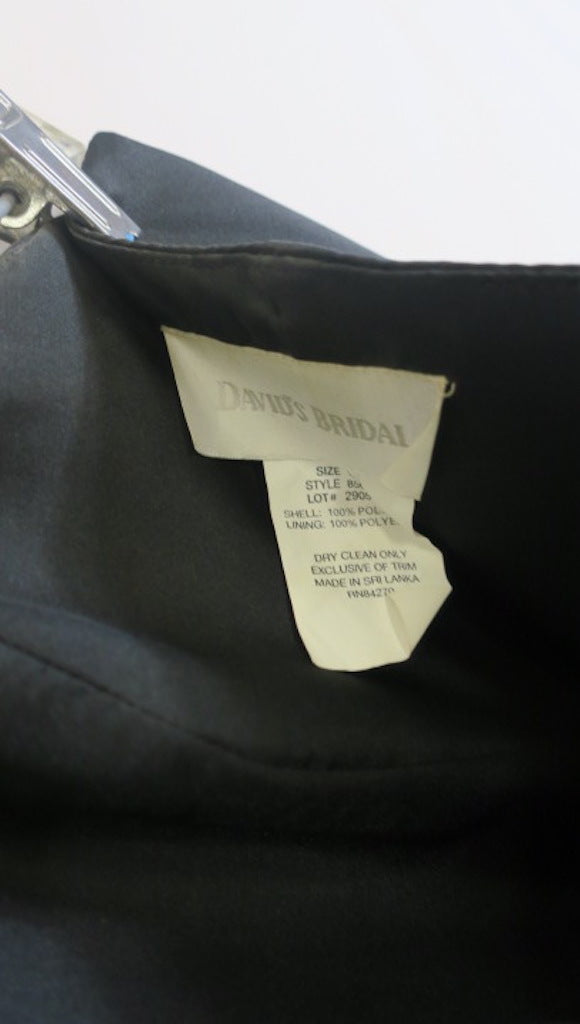 DAVID'S BRIDAL
SIZE
STYLE
LOT# 
SHELL: 100%
LINING: 100%
DRY CLEAN ONLY
EXCLUSIVE OF TRIM
MADE IN SRI LANKA